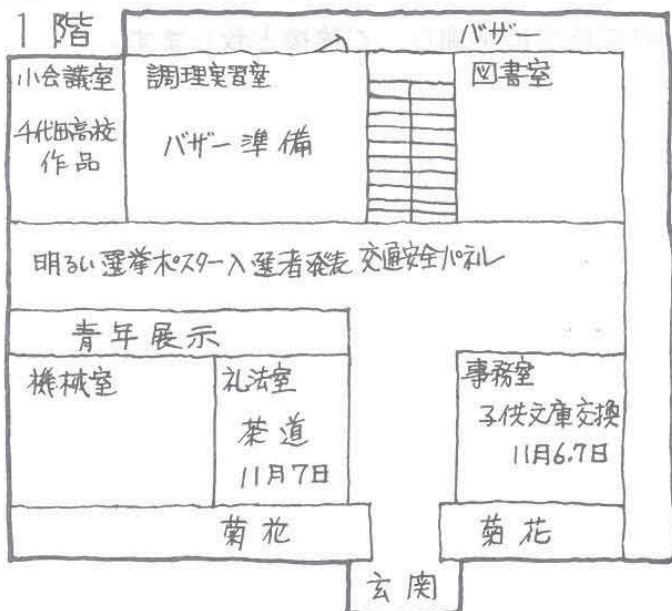 1階
バザー
小会議室
千代田高校
作品
調理実習室
バザー準備
図書室
明るい選挙ポスター入選者発表 交通安全パネル
青年展示
機械室
礼法室
茶道
11月7日
事務室
子供文庫交換
11月6.7日
菊花
菊花
玄関